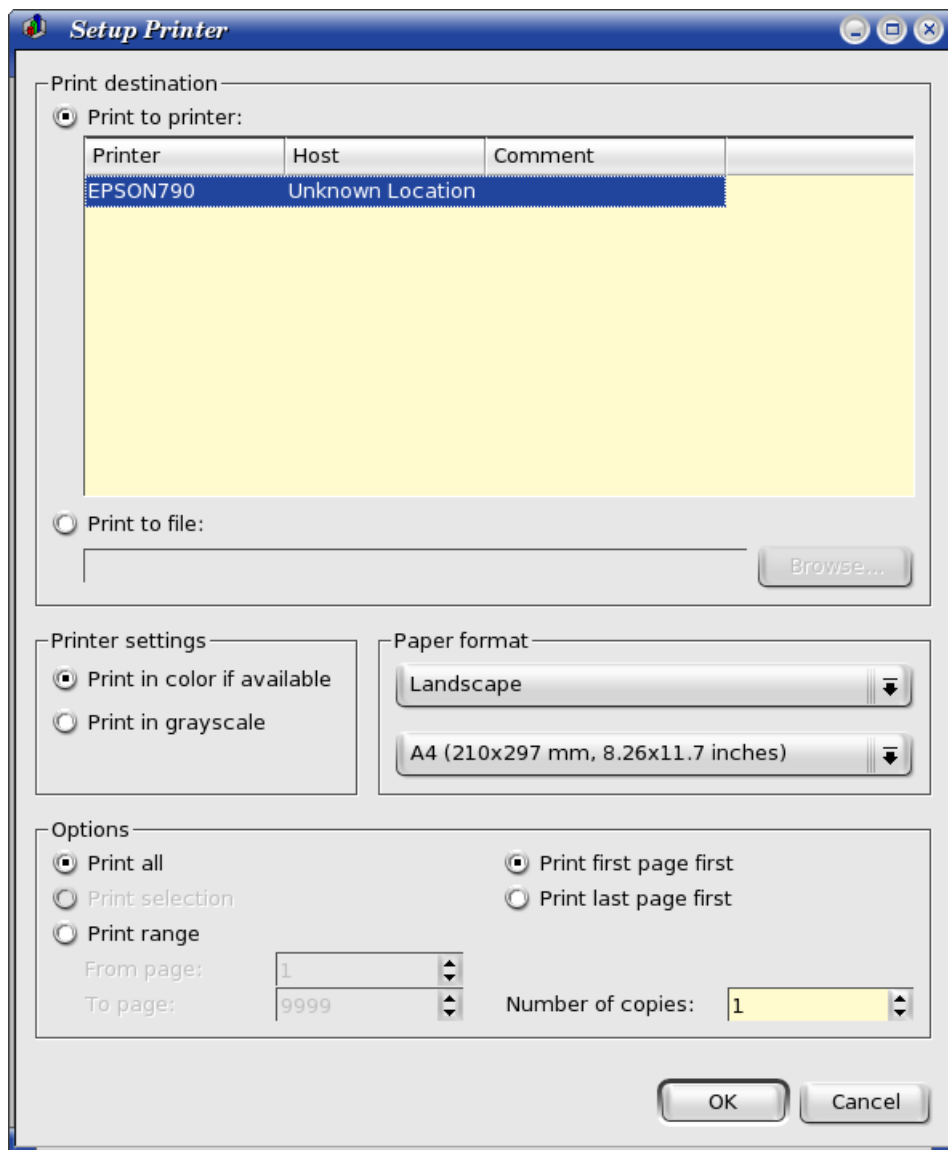 Setup Printer
Print destination
Print to printer:
Printer Host Comment
EPSON790 Unknown Location
Print to file:
Browse...
Printer settings
Print in color if available
Print in grayscale
Paper format
Landscape
A4 (210x297 mm, 8.26x11.7 inches)
Options
Print all
Print selection
Print range
From page: 1
To page: 9999
Print first page first
Print last page first
Number of copies: 1
OK Cancel